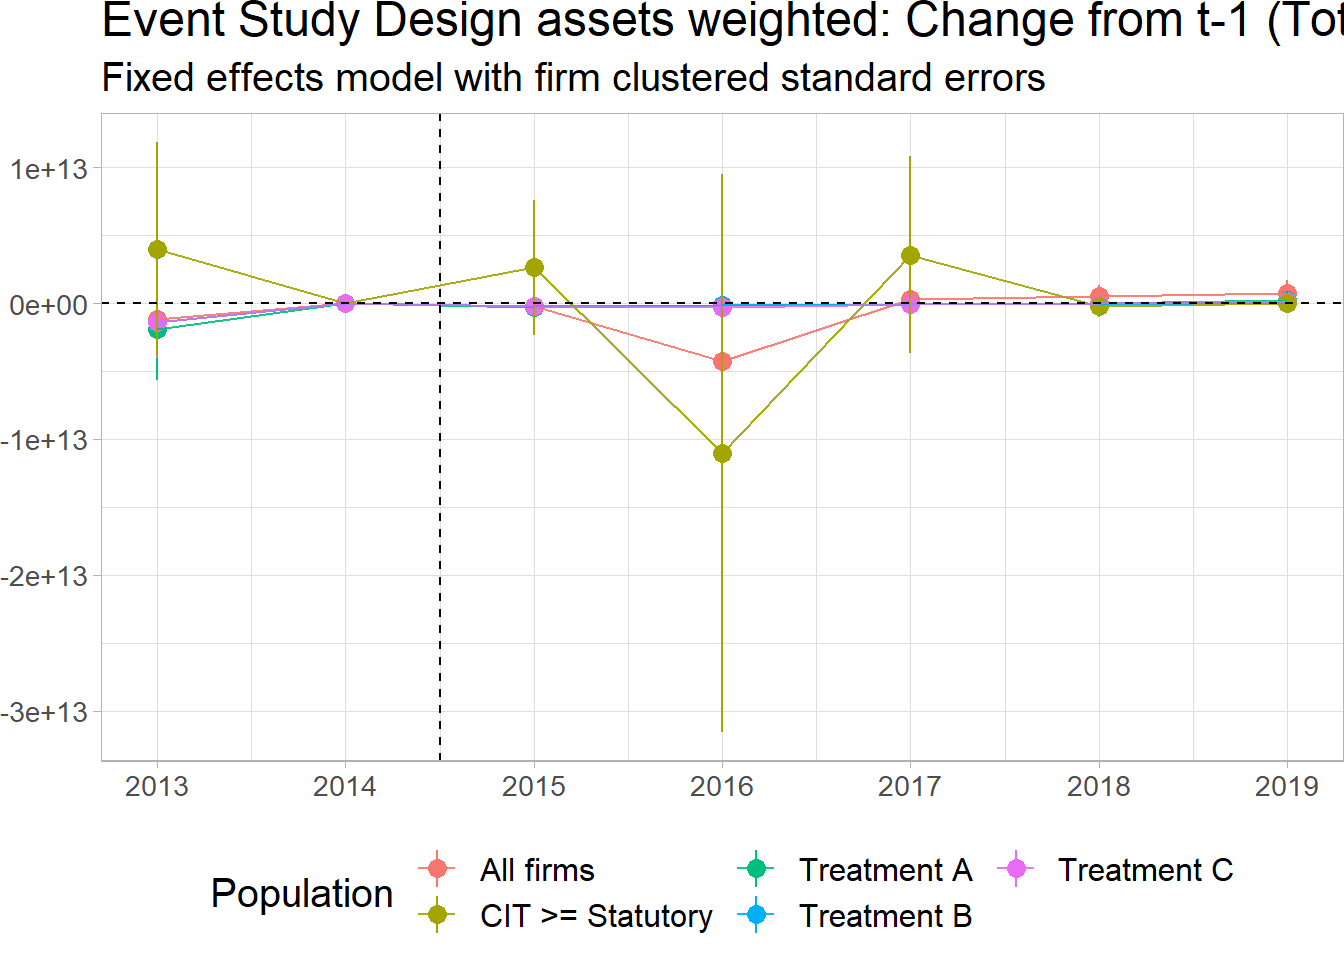 Event Study Design assets weighted: Change from t-1 (Tot
Fixed effects model with firm clustered standard errors
1e+13
0e+00
-1e+13
-2e+13
-3e+13
2013 2014 2015 2016 2017 2018 2019
Population
All firms
CIT >= Statutory
Treatment A
Treatment B
Treatment C